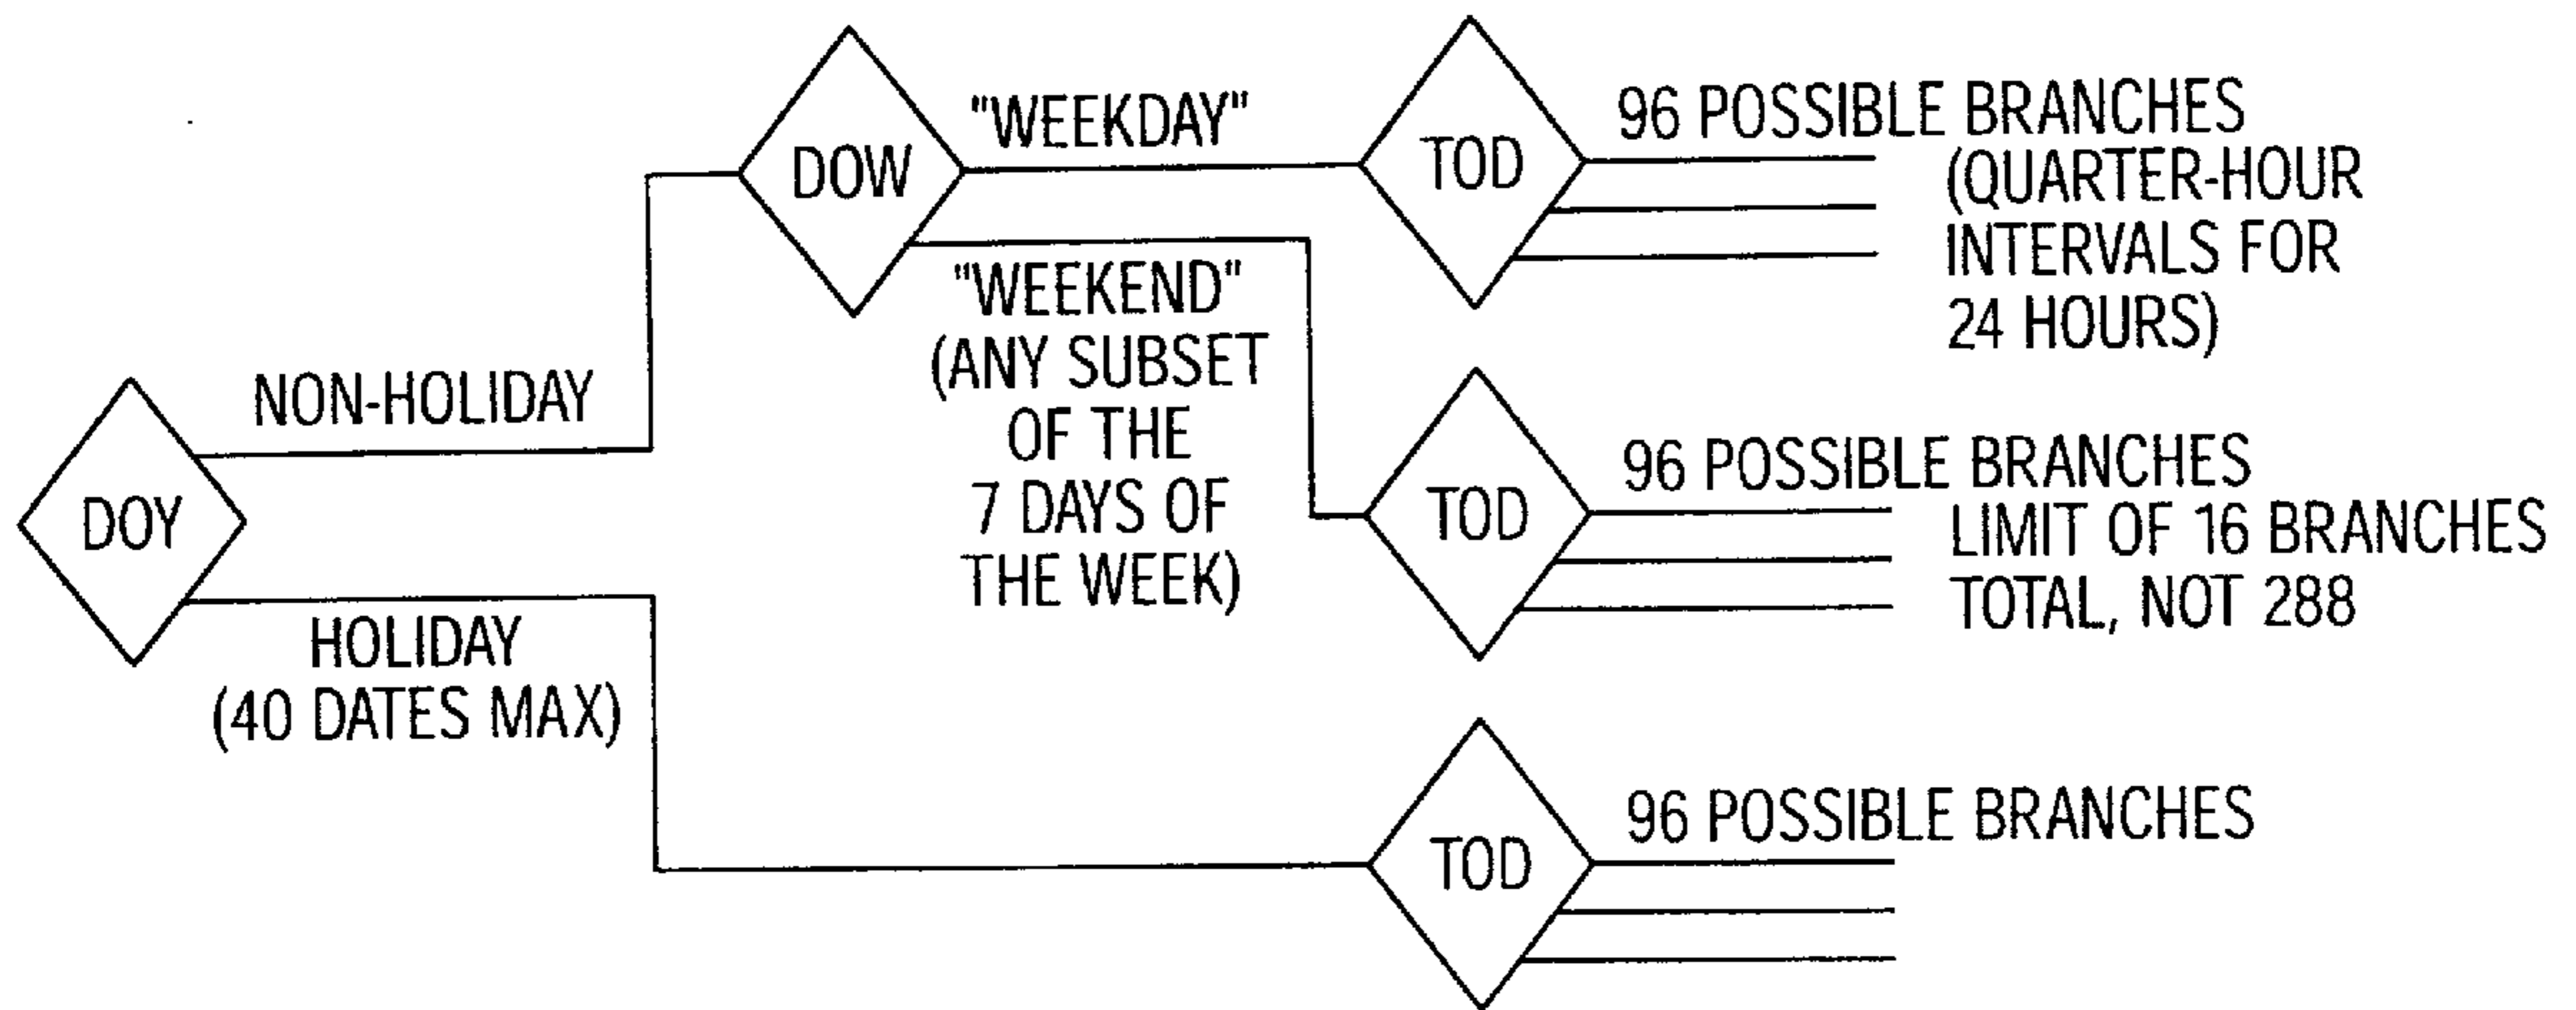 DOY
NON-HOLIDAY
HOLIDAY
(40 DATES MAX)
DOW
"WEEKDAY"
"WEEKEND"
(ANY SUBSET
OF THE
7 DAYS OF
THE WEEK)
TOD
96 POSSIBLE BRANCHES
(QUARTER-HOUR
INTERVALS FOR
24 HOURS)
TOD
96 POSSIBLE BRANCHES
LIMIT OF 16 BRANCHES
TOTAL, NOT 288
TOD
96 POSSIBLE BRANCHES